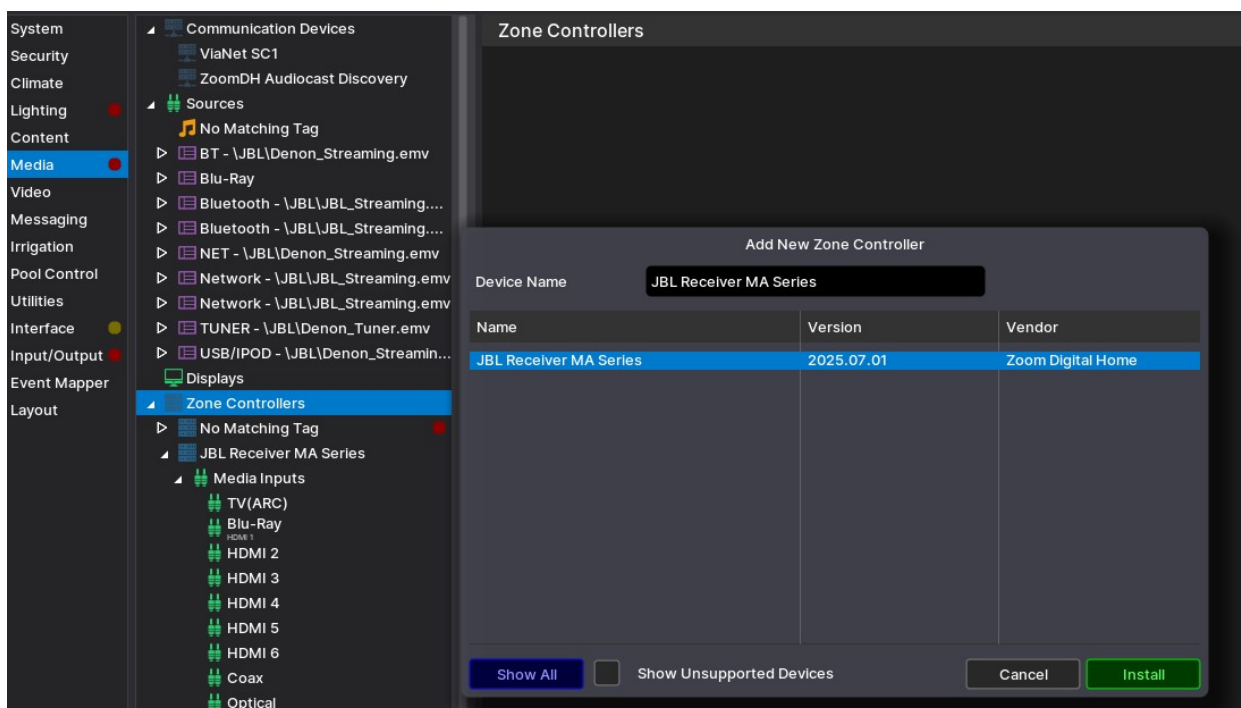 System
Security
Climate
Lighting
Content
Media
Video
Messaging
Irrigation
Pool Control
Utilities
Interface
Input/Output
Event Mapper
Layout
Communication Devices
ViaNet SC1
ZoomDH Audiocast Discovery
Sources
No Matching Tag
BT - \JBL\Denon_Streaming.emv
Blu-Ray
Bluetooth - \JBL\JBL_Streaming....
Bluetooth - \JBL\JBL_Streaming....
NET - \JBL\Denon_Streaming.emv
Network - \JBL\JBL_Streaming.emv
Network - \JBL\JBL_Streaming.emv
TUNER - \JBL\Denon_Tuner.emv
USB/IPOD - \JBL\Denon_Streamin...
Displays
Zone Controllers
No Matching Tag
JBL Receiver MA Series
Media Inputs
TV(ARC)
Blu-Ray
HDMI 1
HDMI 2
HDMI 3
HDMI 4
HDMI 5
HDMI 6
Coax
Optical
Zone Controllers
Add New Zone Controller
Device Name JBL Receiver MA Series
Name Version Vendor
JBL Receiver MA Series 2025.07.01 Zoom Digital Home
Show All Show Unsupported Devices Cancel Install